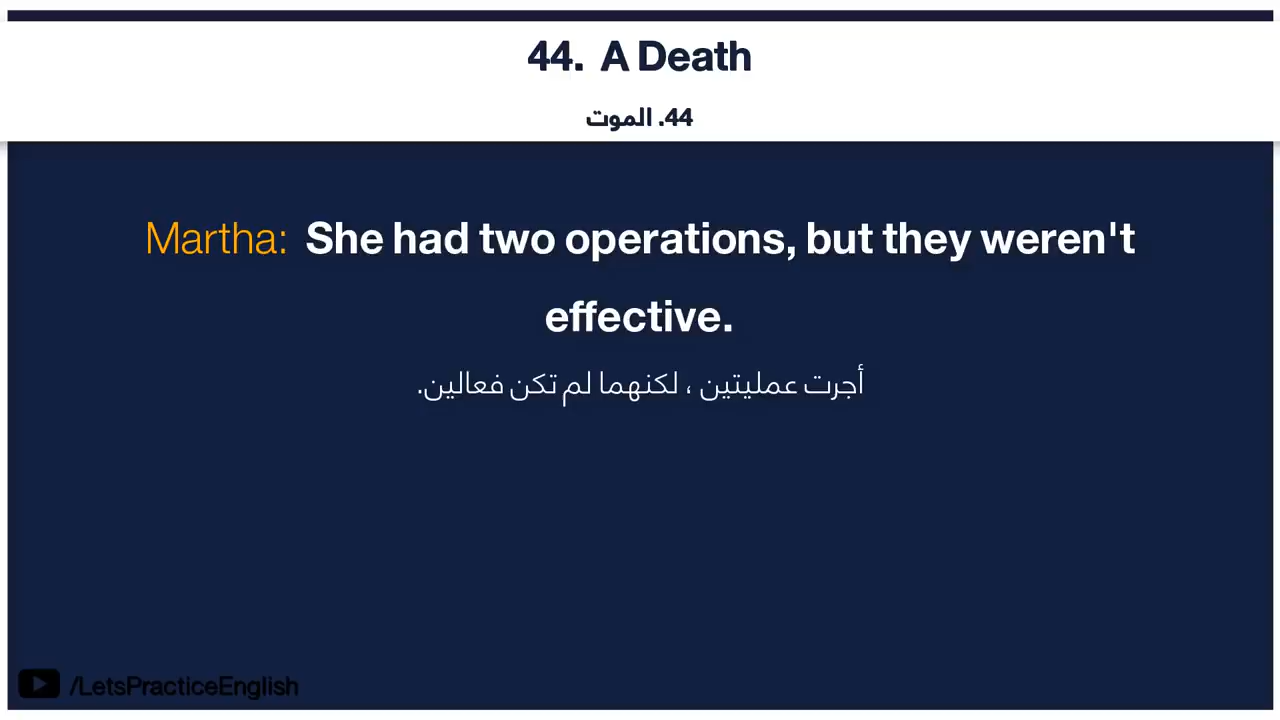 44. A Death
44. الموت
Martha: She had two operations, but they weren't
effective.
أجرت عمليتين ، لكنهما لم تكن فعالين.
/LetsPracticeEnglish